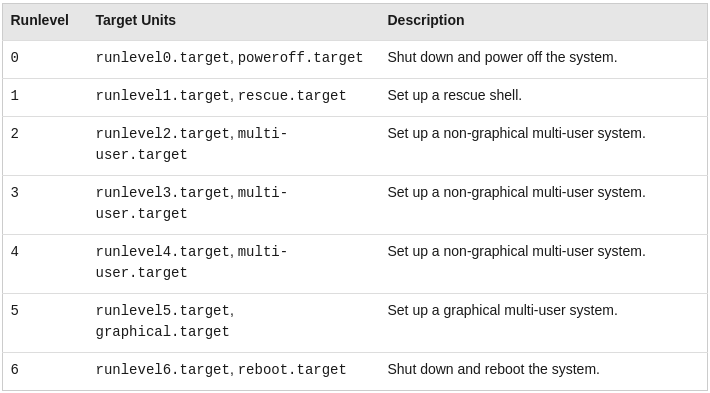 Runlevel Target Units Description
0 runlevel0.target, poweroff.target Shut down and power off the system.
1 runlevel1.target, rescue.target Set up a rescue shell.
2 runlevel2.target, multi- Set up a non-graphical multi-user system.
user.target
3 runlevel3.target, multi- Set up a non-graphical multi-user system.
user.target
4 runlevel4.target, multi- Set up a non-graphical multi-user system.
user.target
5 runlevel5.target, Set up a graphical multi-user system.
graphical.target
6 runlevel6.target, reboot.target Shut down and reboot the system.